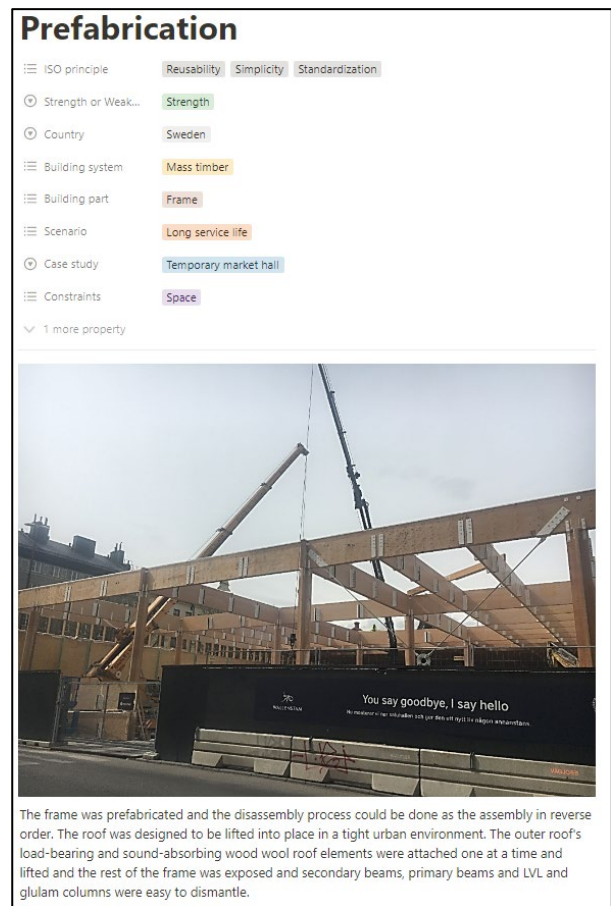 Prefabrication
ISO principle Reusability Simplicity Standardization
Strength or Weak... Strength
Country Sweden
Building system Mass timber
Building part Frame
Scenario Long service life
Case study Temporary market hall
Constraints Space
1 more property
WALLENSTAM
You say goodbye, I say hello
The frame was prefabricated and the disassembly process could be done as the assembly in reverse
order. The roof was designed to be lifted into place in a tight urban environment. The outer roof's
load-bearing and sound-absorbing wood wool roof elements were attached one at a time and
lifted and the rest of the frame was exposed and secondary beams, primary beams and LVL and
glulam columns were easy to dismantle.